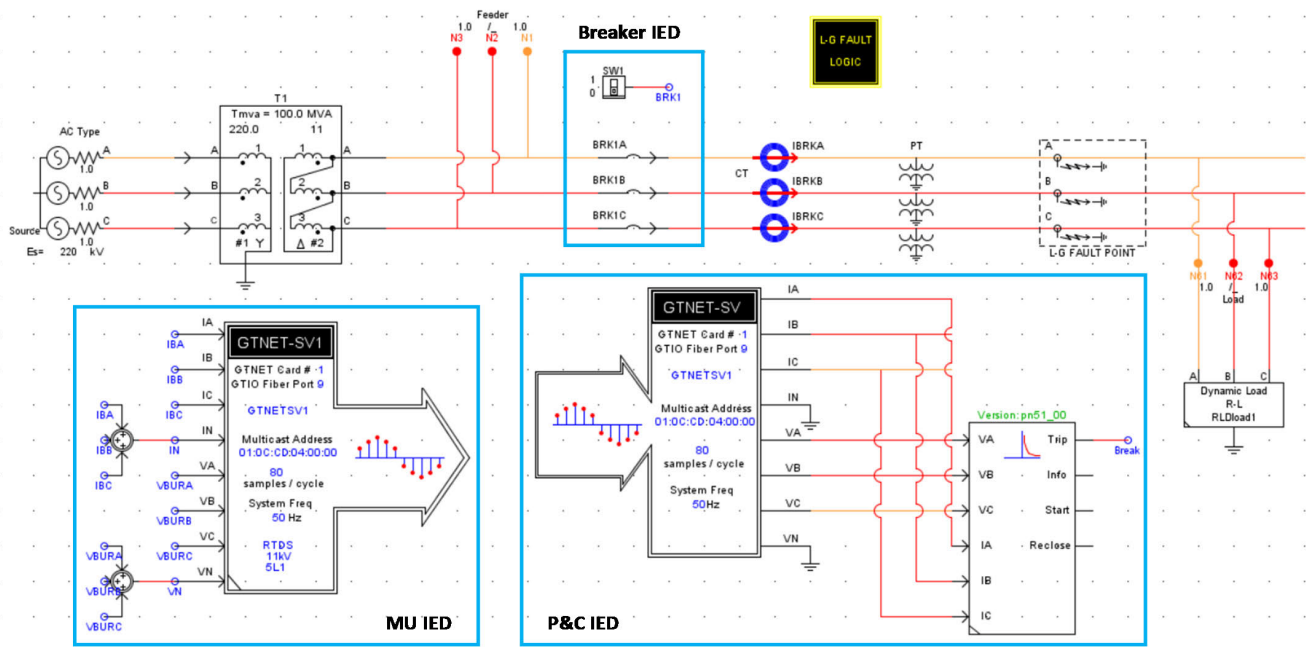 Feeder
1.0 /_ 1.0
N3 N2 N1
Breaker IED
L-G FAULT
LOGIC
SW1
1
0
BRK1
T1
Tmva = 100.0 MVA
220.0 11
AC Type
A
1.0
B
1.0
C
1.0
Source
Es= 220 kV
A 1 1 A
B 2 2 B
C 3 3 C
#1 Y Δ #2
BRK1A
BRK1B
BRK1C
CT
IBRKA
IBRKB
IBRKC
PT
A
B
C
L-G FAULT POINT
N61 N62 N63
1.0 /_ 1.0
Load
A B C
Dynamic Load
R-L
RLDload1
GTNET-SV1
GTNET Card # 1
GTIO Fiber Port 9
GTNETSV1
Multicast Address
01:0C:CD:04:00:00
80
samples / cycle
System Freq
50 Hz
RTDS
11kV
5L1
IA
IBA
IB
IBB
IC
IBC
IN
IN
IBA
IBB
IBC
VA
VBURA
VB
VBURB
VC
VBURC
VN
VN
VBURA
VBURB
VBURC
MU IED
GTNET-SV
GTNET Card # 1
GTIO Fiber Port 9
GTNETSV1
Multicast Address
01:0C:CD:04:00:00
80
samples / cycle
System Freq
50Hz
IA
IB
IC
IN
VA
VB
VC
VN
Version:pn51_00
VA Trip
VB Info
VC Start
IA Reclose
IB
IC
Break
P&C IED